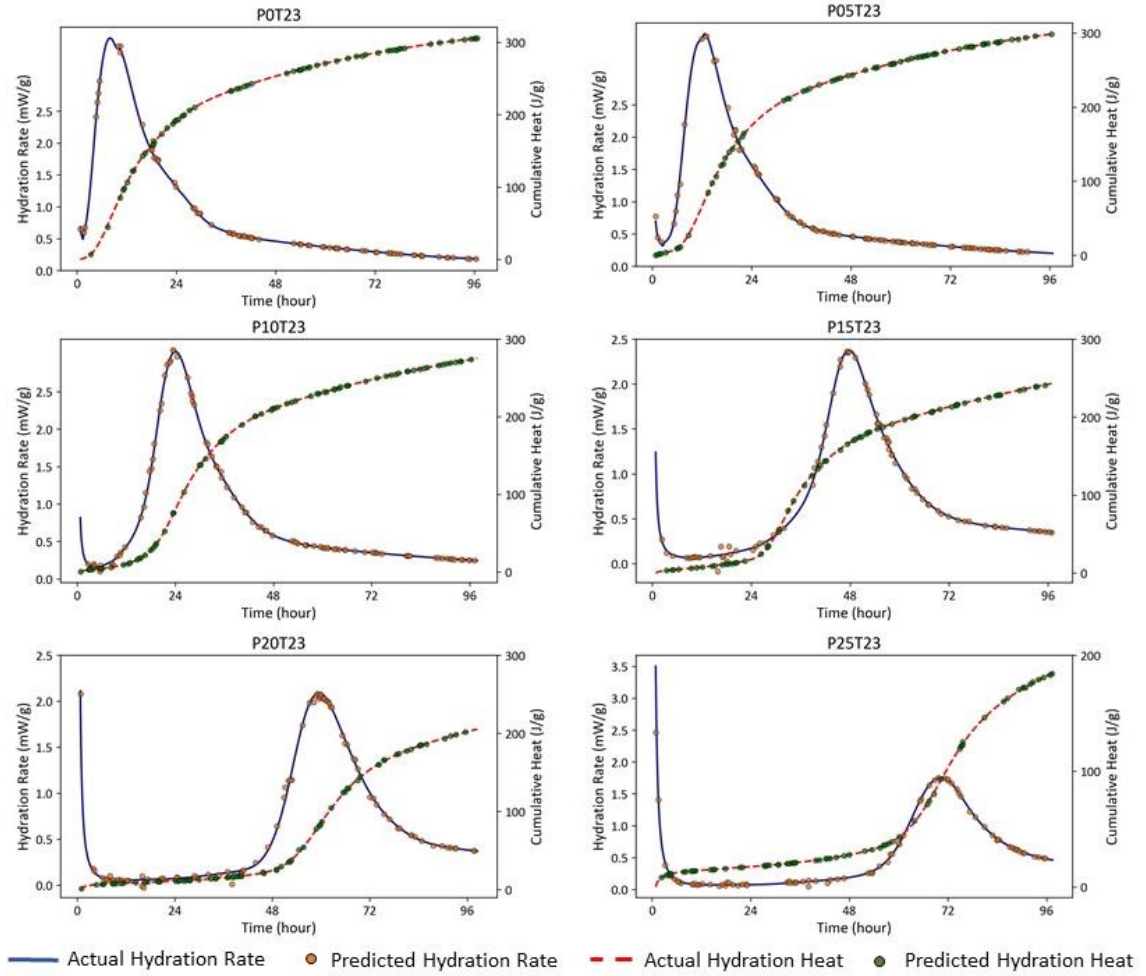 P0T23
Hydration Rate (mW/g)
2.5
2.0
1.5
1.0
0.5
0.0
300
200
100
0
Cumulative Heat (J/g)
0 24 48 72 96
Time (hour)
P05T23
Hydration Rate (mW/g)
2.5
2.0
1.5
1.0
0.5
0.0
300
200
100
0
Cumulative Heat (J/g)
0 24 48 72 96
Time (hour)
P10T23
Hydration Rate (mW/g)
2.5
2.0
1.5
1.0
0.5
0.0
300
200
100
0
Cumulative Heat (J/g)
0 24 48 72 96
Time (hour)
P15T23
Hydration Rate (mW/g)
2.5
2.0
1.5
1.0
0.5
0.0
300
200
100
0
Cumulative Heat (J/g)
0 24 48 72 96
Time (hour)
P20T23
Hydration Rate (mW/g)
2.5
2.0
1.5
1.0
0.5
0.0
300
200
100
0
Cumulative Heat (J/g)
0 24 48 72 96
Time (hour)
P25T23
Hydration Rate (mW/g)
3.5
3.0
2.5
2.0
1.5
1.0
0.5
0.0
200
100
0
Cumulative Heat (J/g)
0 24 48 72 96
Time (hour)
Actual Hydration Rate Predicted Hydration Rate Actual Hydration Heat Predicted Hydration Heat